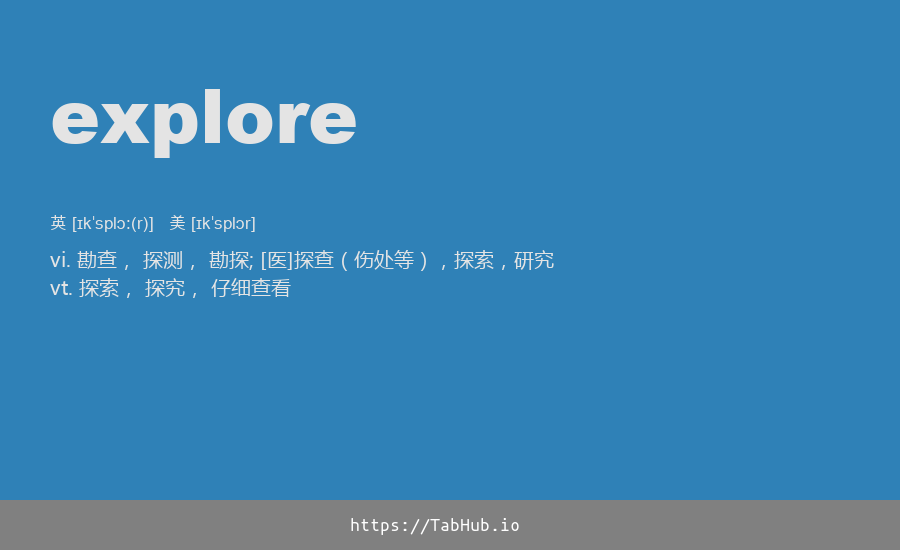 explore
英 [ɪkˈsplɔː(r)] 美 [ɪkˈsplɔr]
vi. 勘查， 探测， 勘探; [医]探查（伤处等），探索，研究
vt. 探索， 探究， 仔细查看
https://TabHub.io